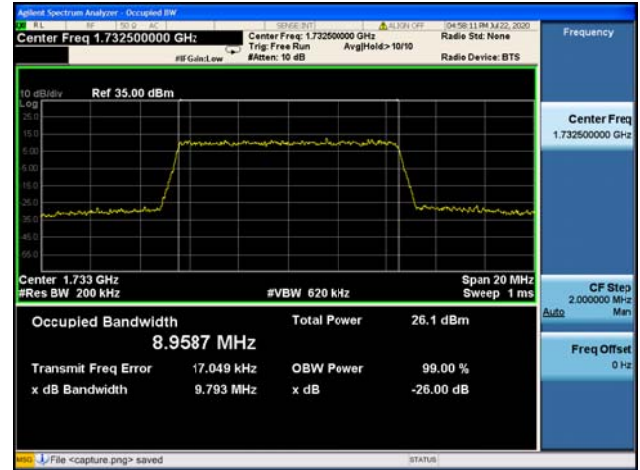 Agilent Spectrum Analyzer - Occupied BW
RL RF 50 Ω AC SENSE:INT ALIGN OFF 04:58:11 PM Jul 22, 2020
Center Freq 1.732500000 GHz
Center Freq: 1.732500000 GHz
Radio Std: None
Trig: Free Run Avg|Hold:> 10/10
#IFGain:Low #Atten: 10 dB Radio Device: BTS
Frequency
10 dB/div Ref 35.00 dBm
Log
25.0
15.0
5.00
5.00
15.0
25.0
35.0
45.0
55.0
Center Freq
1.732500000 GHz
Center 1.733 GHz Span 20 MHz
#Res BW 200 kHz #VBW 620 kHz Sweep 1 ms
CF Step
2.000000 MHz
Auto Man
Occupied Bandwidth Total Power 26.1 dBm
8.9587 MHz
Transmit Freq Error 17.049 kHz OBW Power 99.00 %
x dB Bandwidth 9.793 MHz x dB -26.00 dB
Freq Offset
0 Hz
MSG File <capture.png> saved STATUS